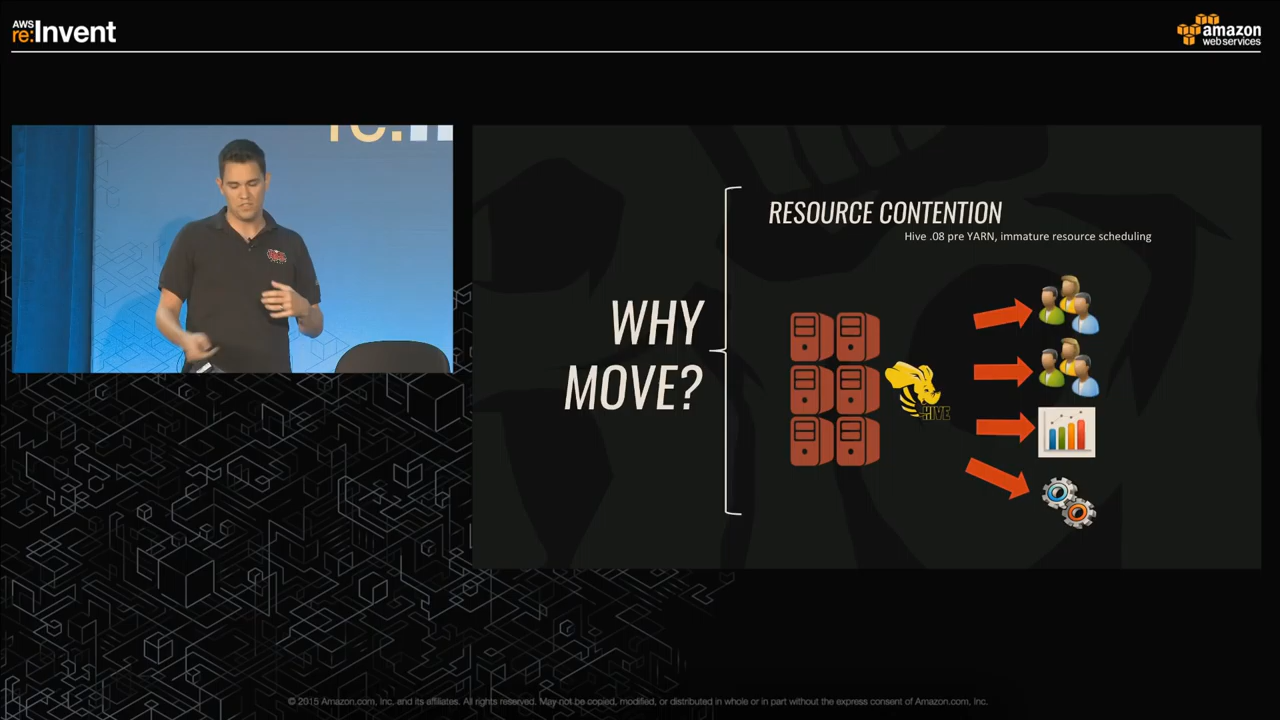 AWS
re:Invent
amazon
web services
re:
RESOURCE CONTENTION
Hive .08 pre YARN, immature resource scheduling
WHY
MOVE?
HIVE
© 2015 Amazon.com, Inc. and its affiliates. All rights reserved. May not be copied, modified, or distributed in whole or in part without the express consent of Amazon.com, Inc.